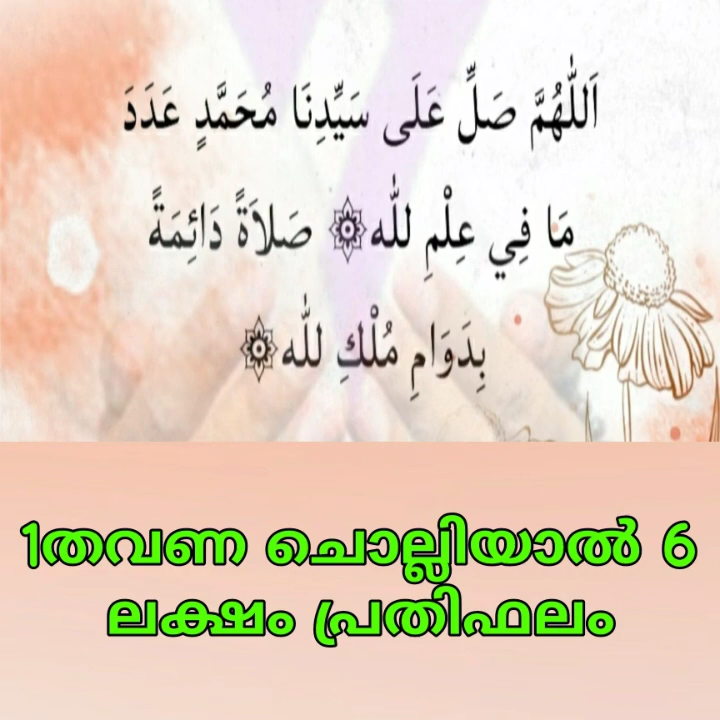 اَللّٰهُمَّ صَلِّ عَلَى سَيِّدِنَا مُحَمَّدٍ عَدَدَ
مَا فِي عِلْمِ للّٰه۞ صَلاَةً دَائِمَةً
بِدَوَامِ مُلْكِ للّٰه۞
1തവണ ചൊല്ലിയാൽ 6
ലക്ഷം പ്രതിഫലം